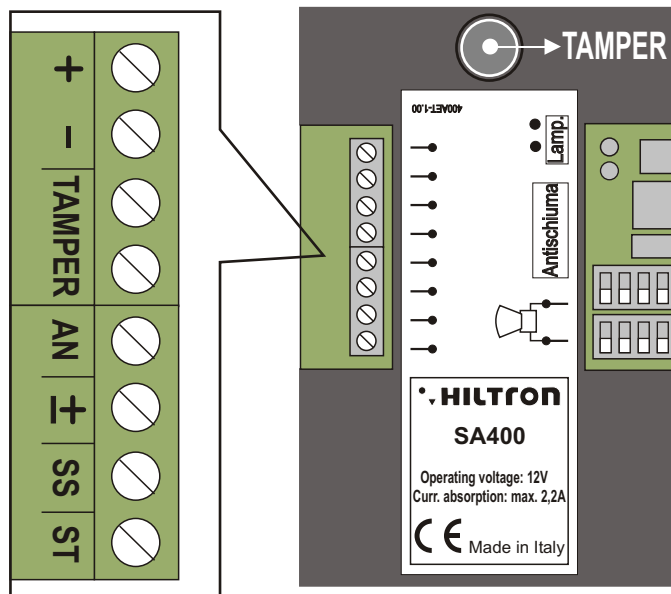 +
−
TAMPER
AN
±
SS
ST
TAMPER
400AET-1.00
Lamp.
Antischiuma
HILTRON
SA400
Operating voltage: 12V
Curr. absorption: max. 2,2A
CE Made in Italy